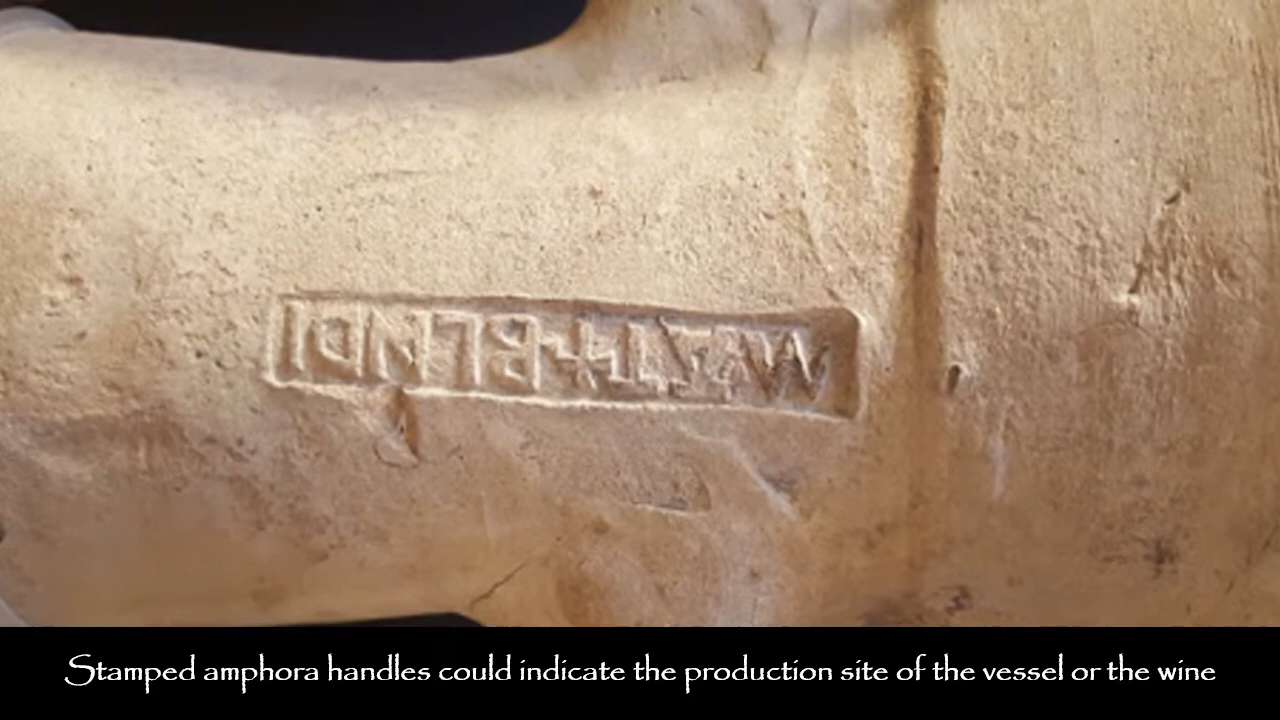 Stamped amphora handles could indicate the production site of the vessel or the wine